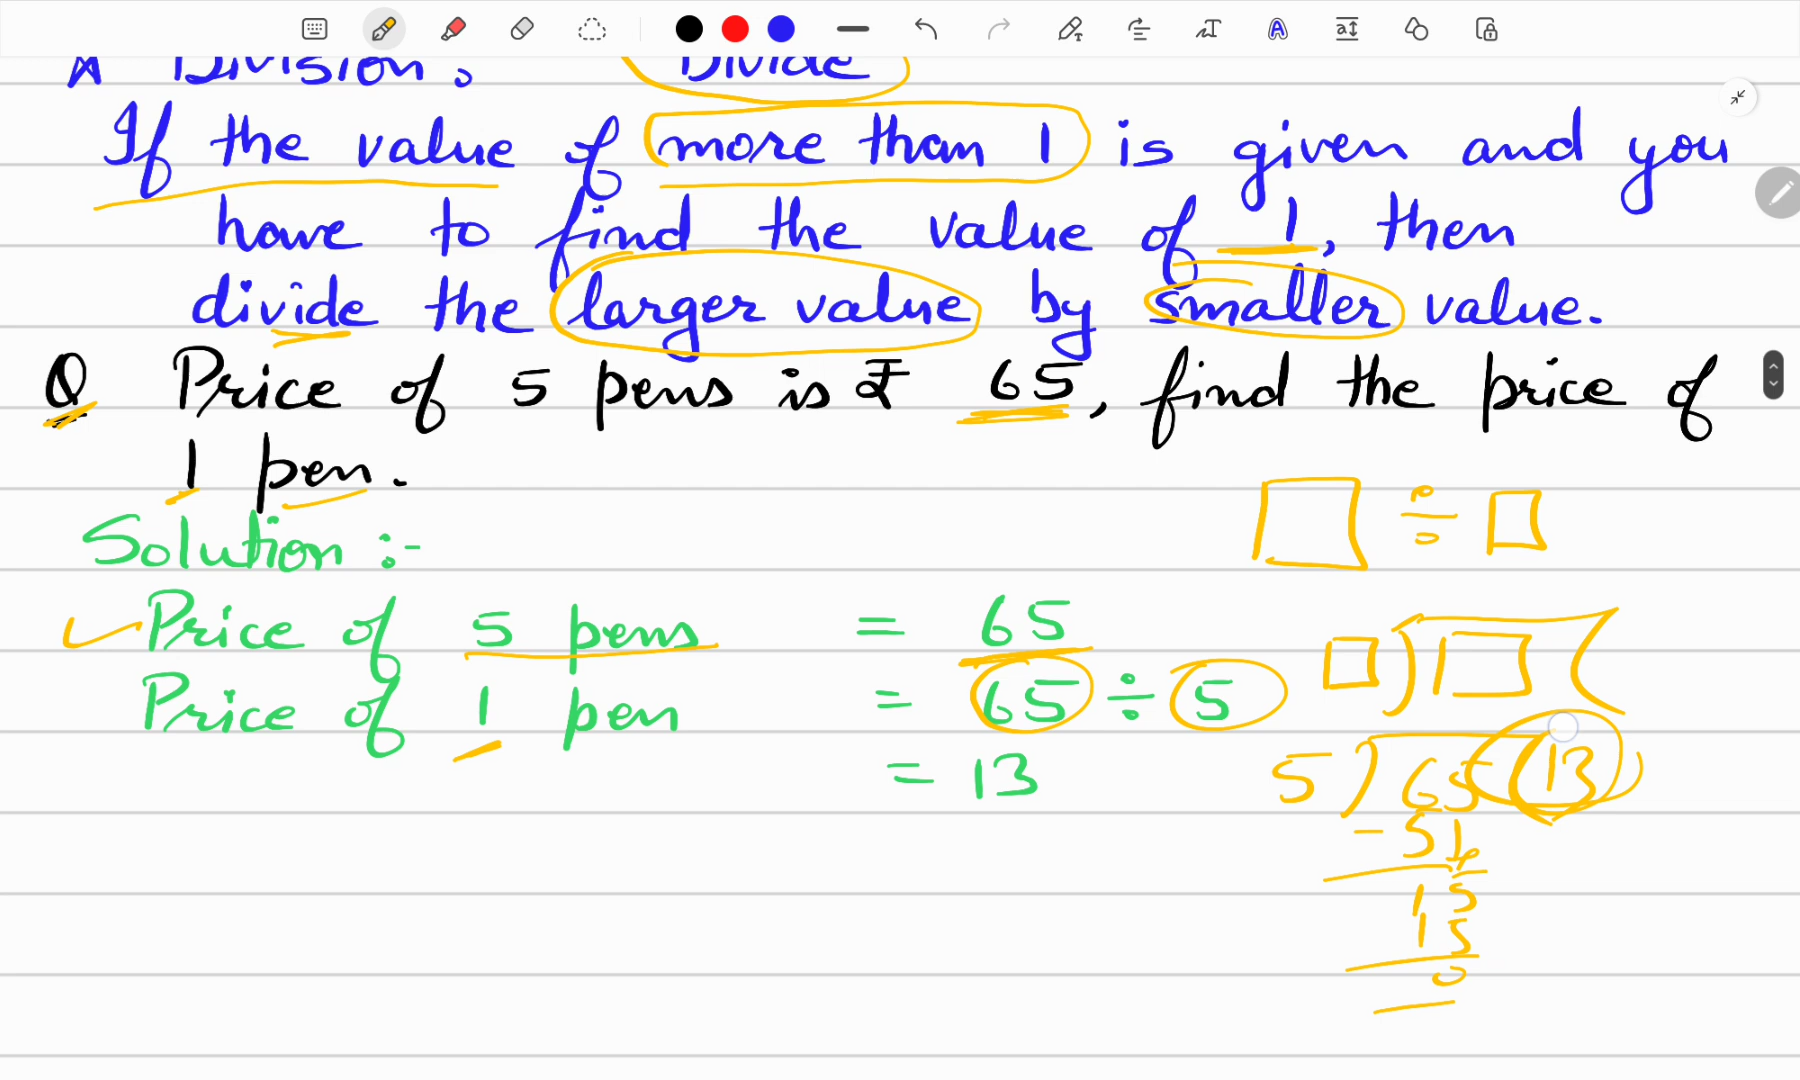 Division : Divide
If the value of more than 1 is given and you
have to find the value of 1, then
divide the larger value by smaller value.
Q Price of 5 pens is ₹ 65, find the price of
1 pen.
Solution :-
÷
Price of 5 pens = 65
Price of 1 pen = 65 ÷ 5
= 13
5 ) 65 ( 13
- 5 ↓
15
15
0